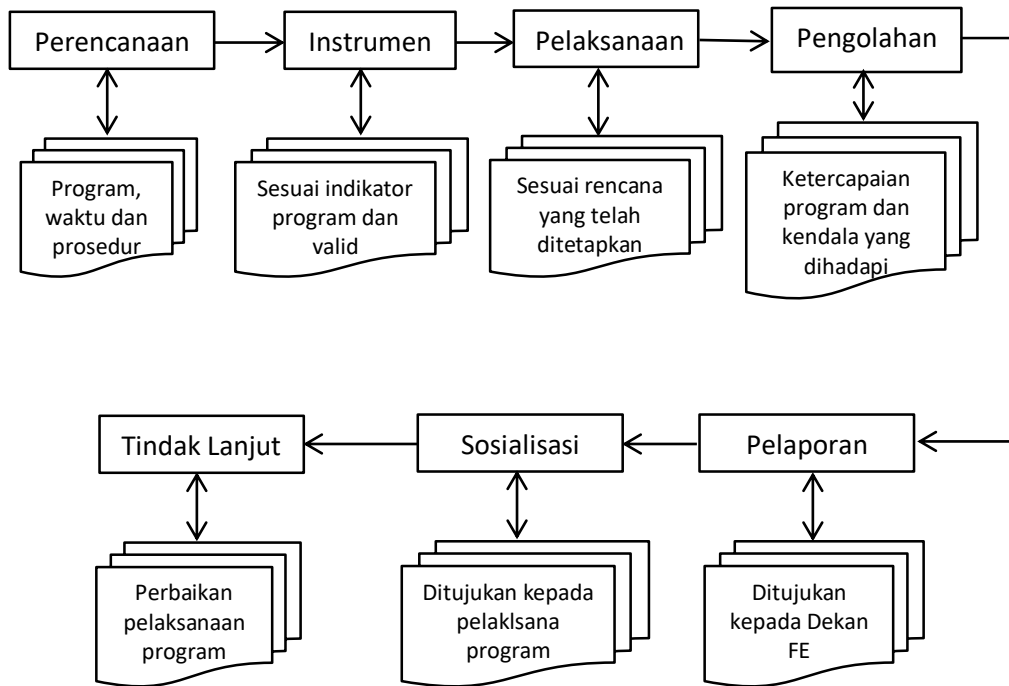 Perencanaan
Instrumen
Pelaksanaan
Pengolahan
Program,
waktu dan
prosedur
Sesuai indikator
program dan
valid
Sesuai rencana
yang telah
ditetapkan
Ketercapaian
program dan
kendala yang
dihadapi
Tindak Lanjut
Sosialisasi
Pelaporan
Perbaikan
pelaksanaan
program
Ditujukan kepada
pelaklsana
program
Ditujukan
kepada Dekan
FE